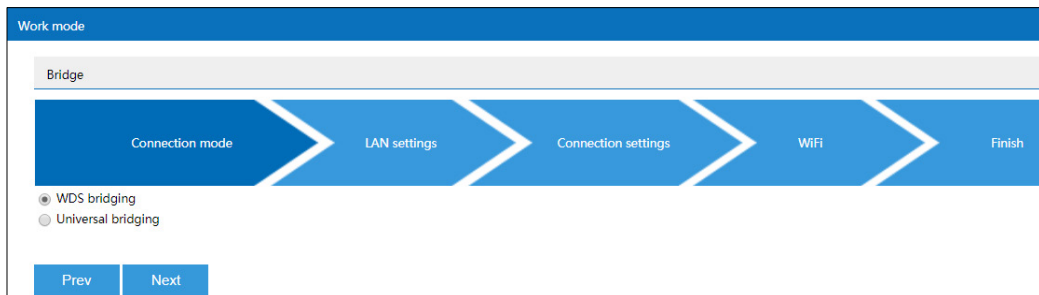 Work mode
Bridge
Connection mode
LAN settings
Connection settings
WiFi
Finish
WDS bridging
Universal bridging
Prev
Next